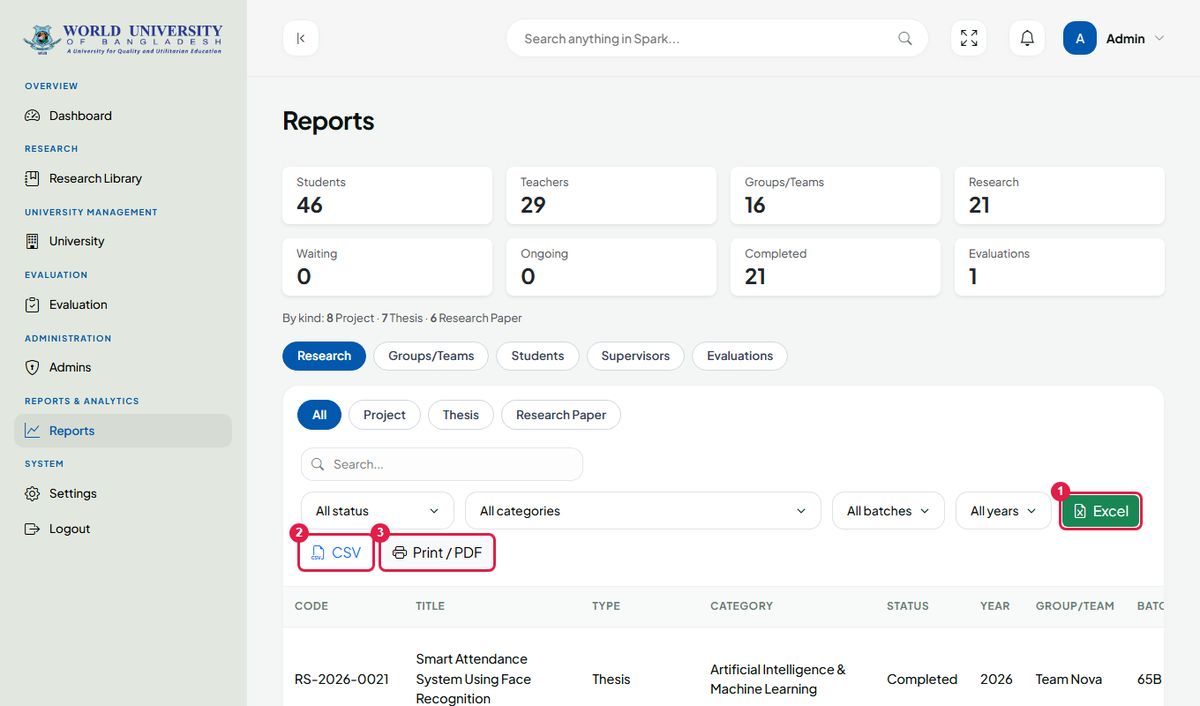 WORLD UNIVERSITY
OF BANGLADESH
A University for Quality and Utilitarian Education
OVERVIEW
Dashboard
RESEARCH
Research Library
UNIVERSITY MANAGEMENT
University
EVALUATION
Evaluation
ADMINISTRATION
Admins
REPORTS & ANALYTICS
Reports
SYSTEM
Settings
Logout
Search anything in Spark...
A Admin
Reports
Students
46
Teachers
29
Groups/Teams
16
Research
21
Waiting
0
Ongoing
0
Completed
21
Evaluations
1
By kind: 8 Project · 7 Thesis · 6 Research Paper
Research Groups/Teams Students Supervisors Evaluations
All Project Thesis Research Paper
Search...
All status All categories All batches All years 1 Excel
2 CSV 3 Print / PDF
CODE TITLE TYPE CATEGORY STATUS YEAR GROUP/TEAM BATC
RS-2026-0021
Smart Attendance
System Using Face
Recognition
Thesis
Artificial Intelligence &
Machine Learning
Completed 2026 Team Nova 65B